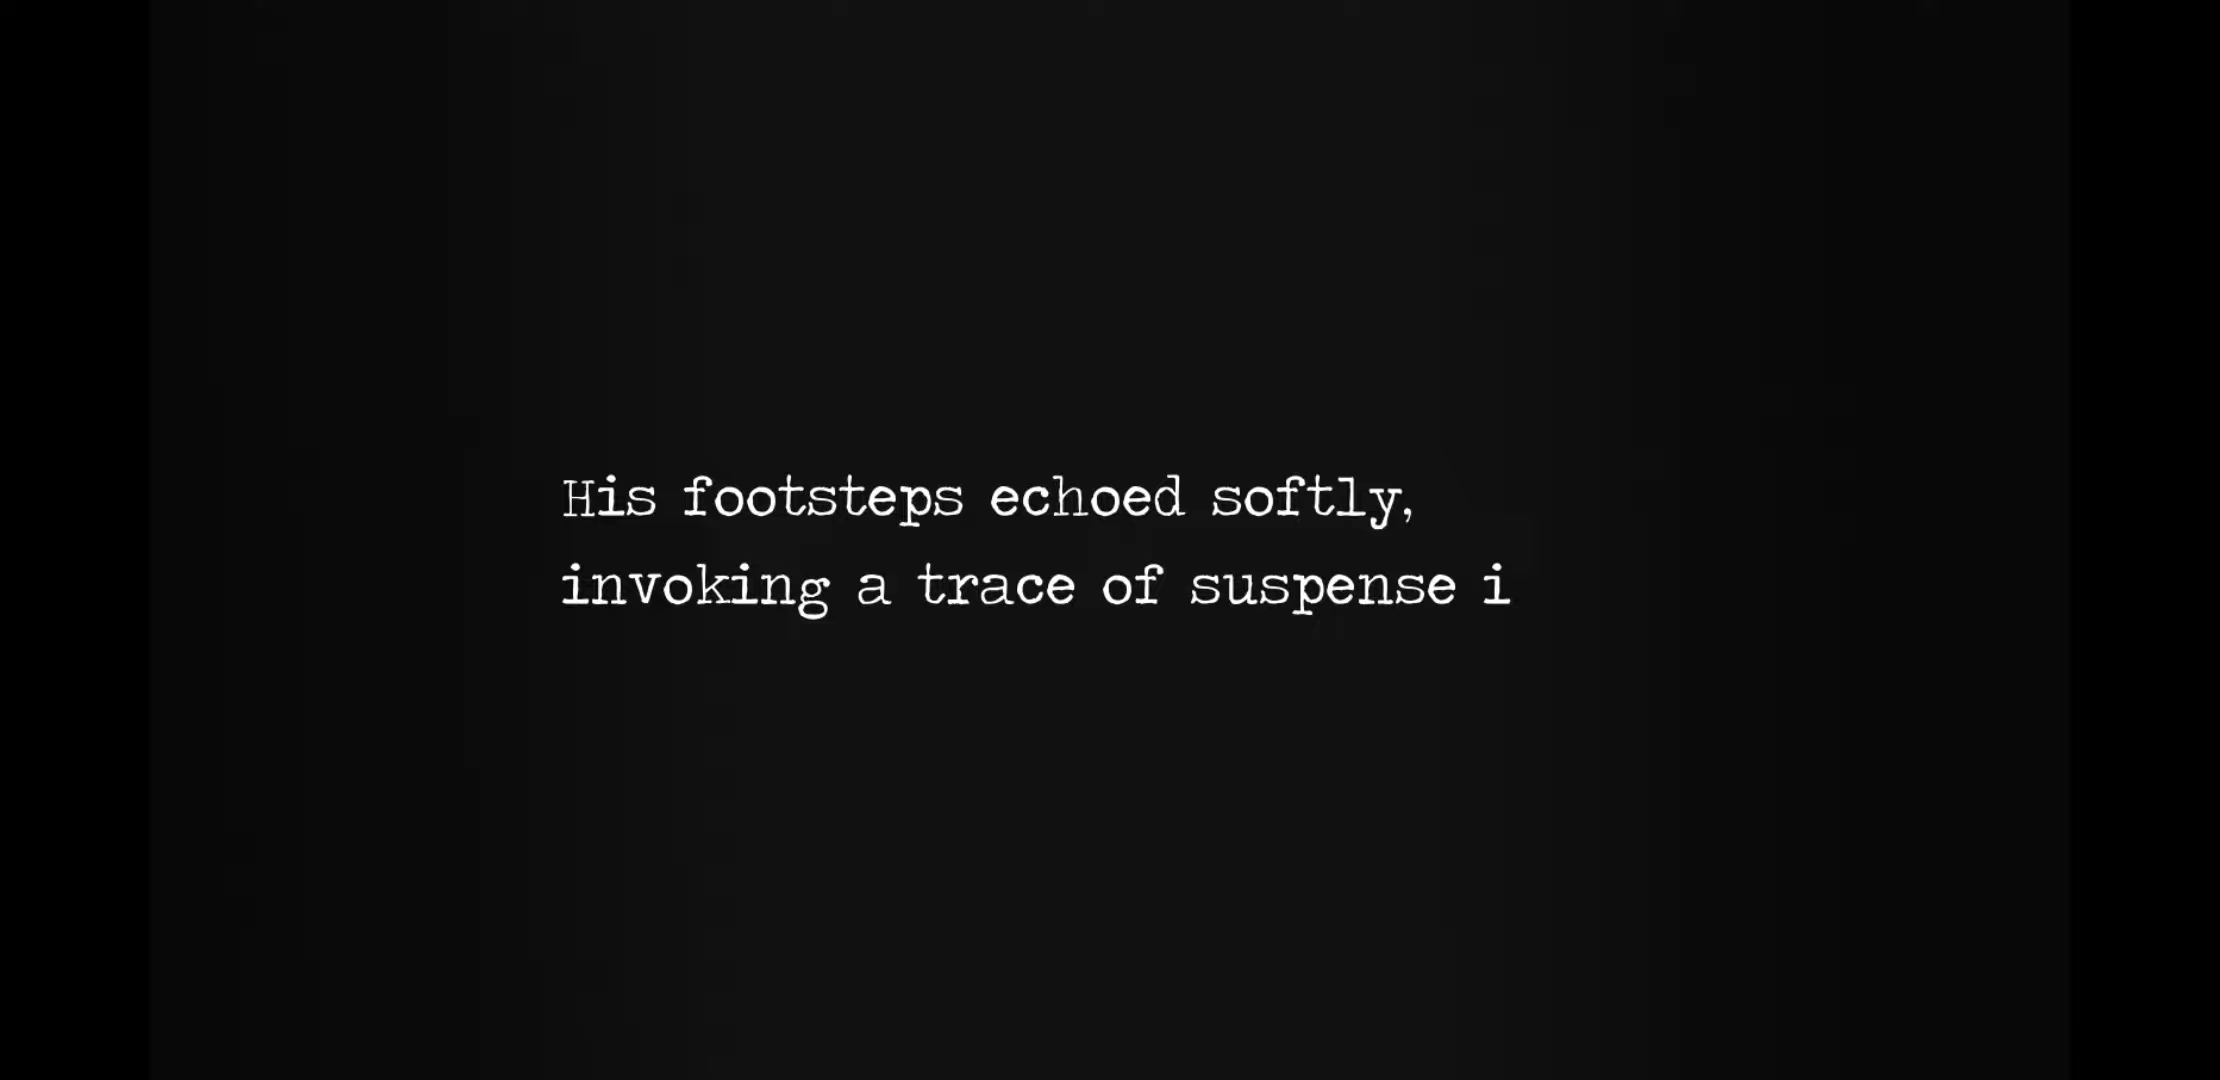 His footsteps echoed softly,
invoking a trace of suspense i